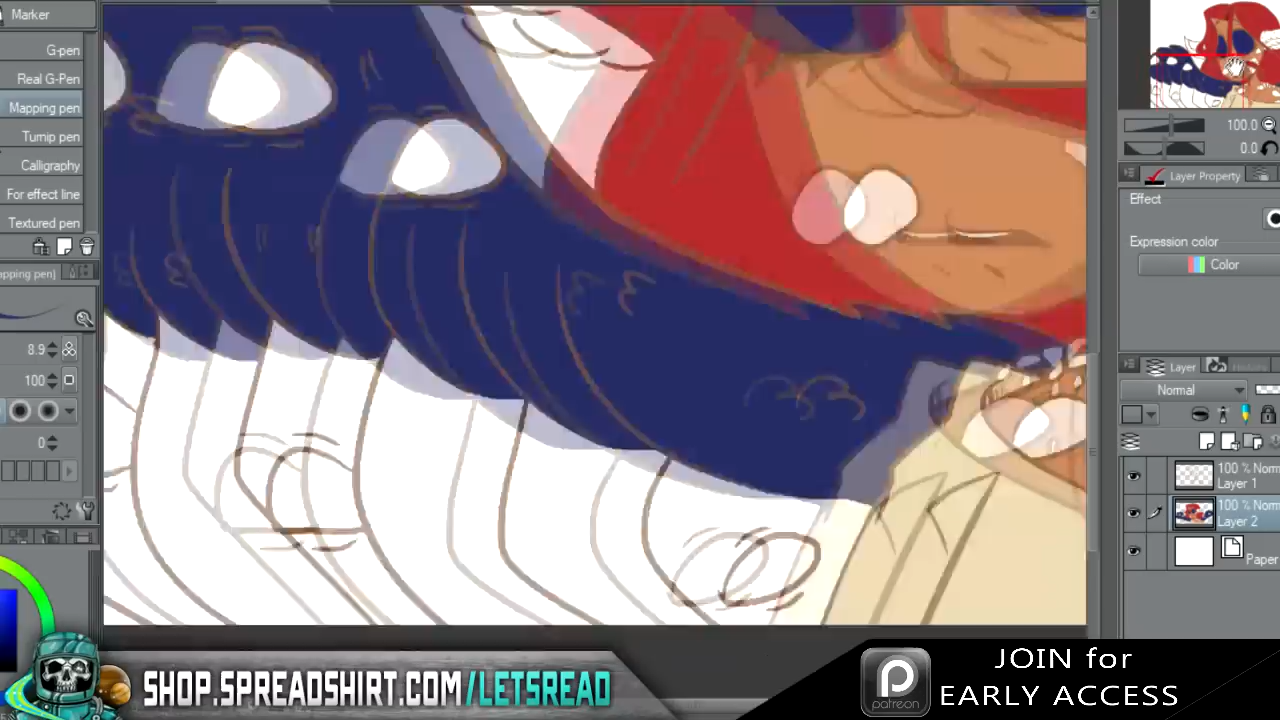 Marker
G-pen
Real G-Pen
Mapping pen
Turnip pen
Calligraphy
For effect line
Textured pen
apping pen]
8.9
100
0
125.0
0.0
Layer Property
Effect
Expression color
Color
Layer
Normal
100 % Norm
Layer 1
100 % Norm
Layer 2
Paper
SHOP.SPREADSHIRT.COM/LETSREAD
patreon
JOIN for
EARLY ACCESS